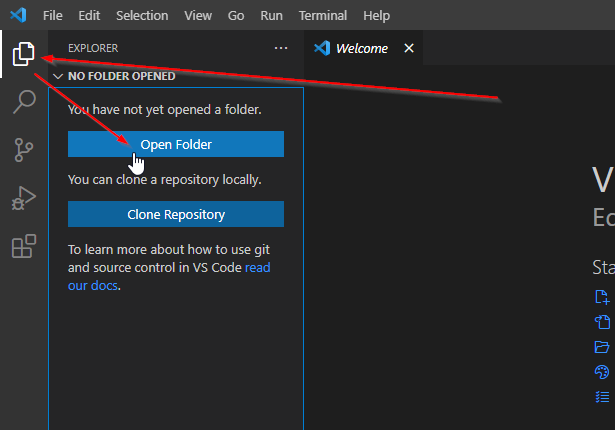 File Edit Selection View Go Run Terminal Help
EXPLORER
Welcome
NO FOLDER OPENED
You have not yet opened a folder.
Open Folder
You can clone a repository locally.
Clone Repository
To learn more about how to use git
and source control in VS Code read
our docs.
V
Ec
Sta